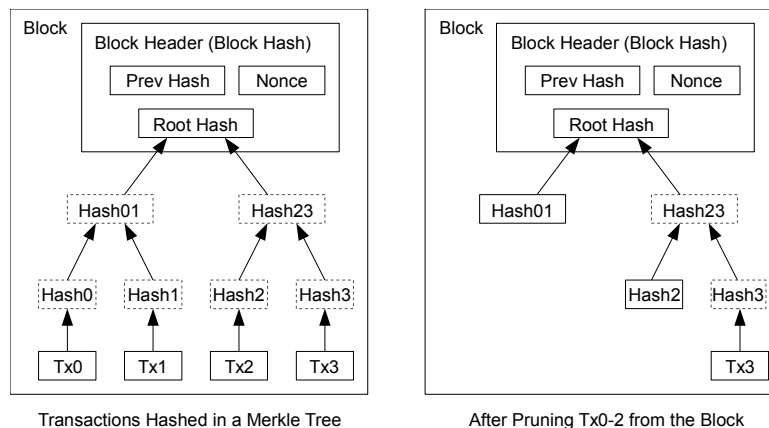 Block
Block Header (Block Hash)
Prev Hash
Nonce
Root Hash
Hash01
Hash23
Hash0
Hash1
Hash2
Hash3
Tx0
Tx1
Tx2
Tx3
Transactions Hashed in a Merkle Tree
Block
Block Header (Block Hash)
Prev Hash
Nonce
Root Hash
Hash01
Hash23
Hash2
Hash3
Tx3
After Pruning Tx0-2 from the Block